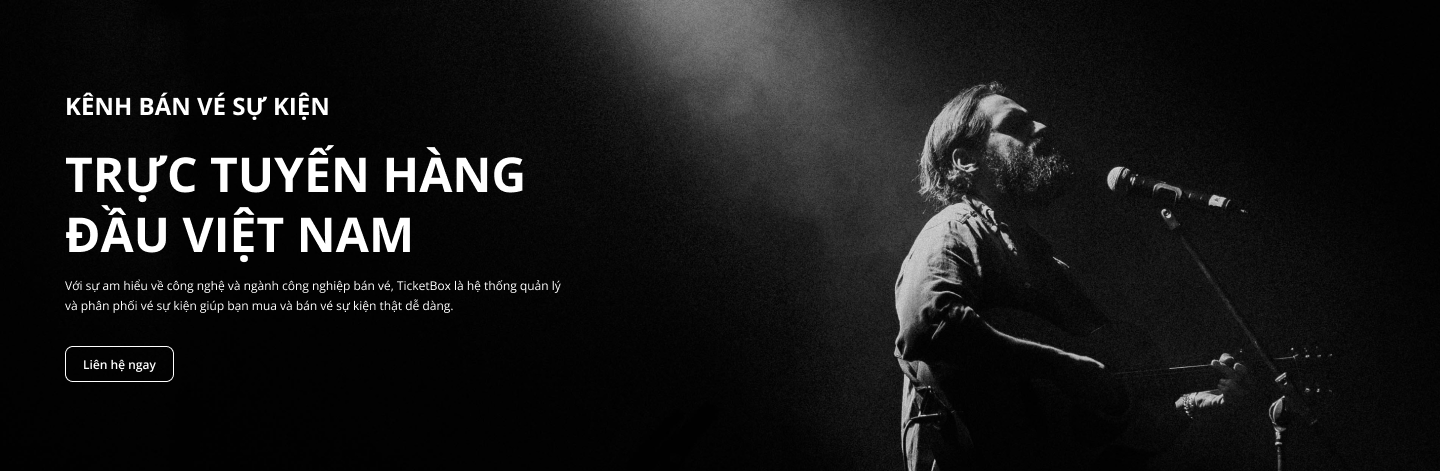 KÊNH BÁN VÉ SỰ KIỆN
TRỰC TUYẾN HÀNG
ĐẦU VIỆT NAM
Với sự am hiểu về công nghệ và ngành công nghiệp bán vé, TicketBox là hệ thống quản lý
và phân phối vé sự kiện giúp bạn mua và bán vé sự kiện thật dễ dàng.
Liên hệ ngay